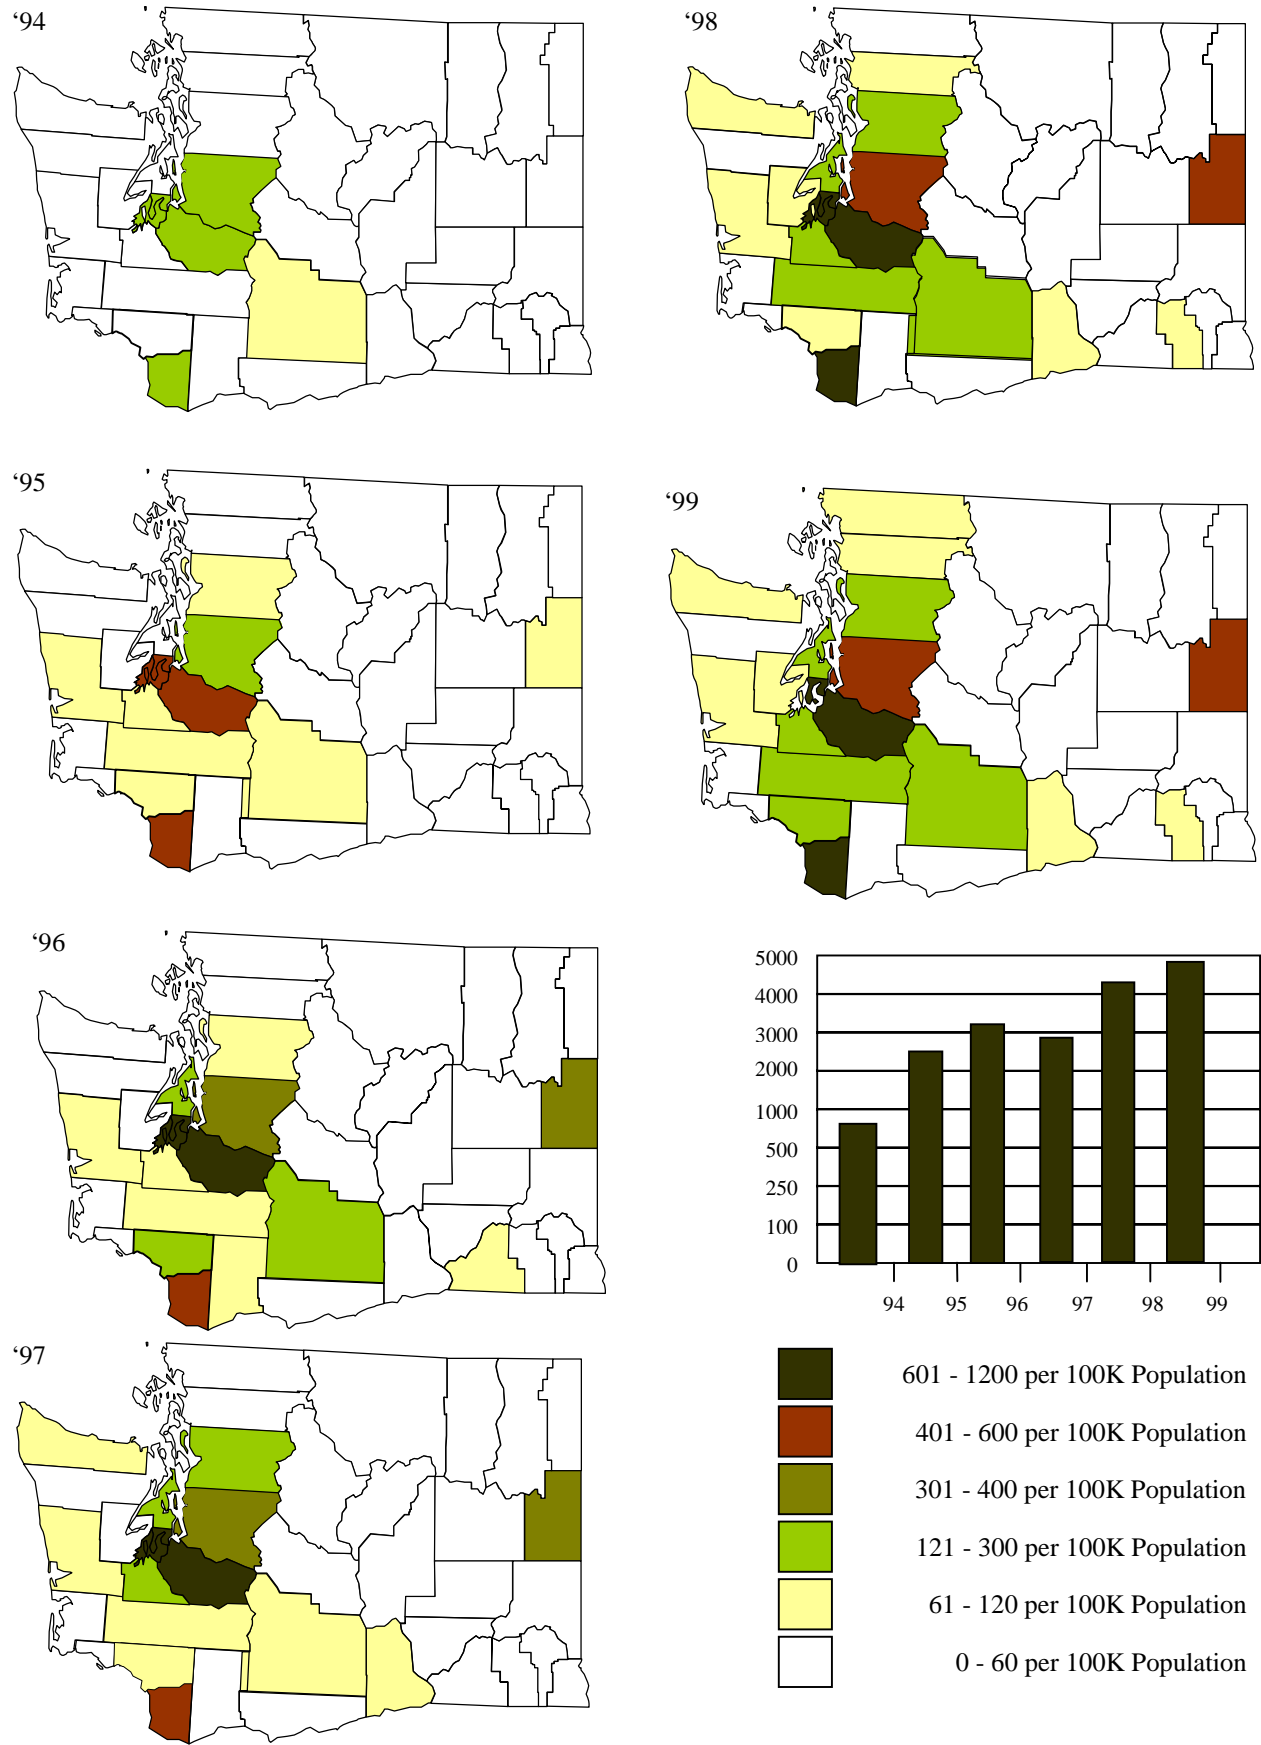 ‘94
‘98
‘95
‘99
‘96
‘97
5000
4000
3000
2000
1000
500
250
100
0
94 95 96 97 98 99
601 - 1200 per 100K Population
401 - 600 per 100K Population
301 - 400 per 100K Population
121 - 300 per 100K Population
61 - 120 per 100K Population
0 - 60 per 100K Population